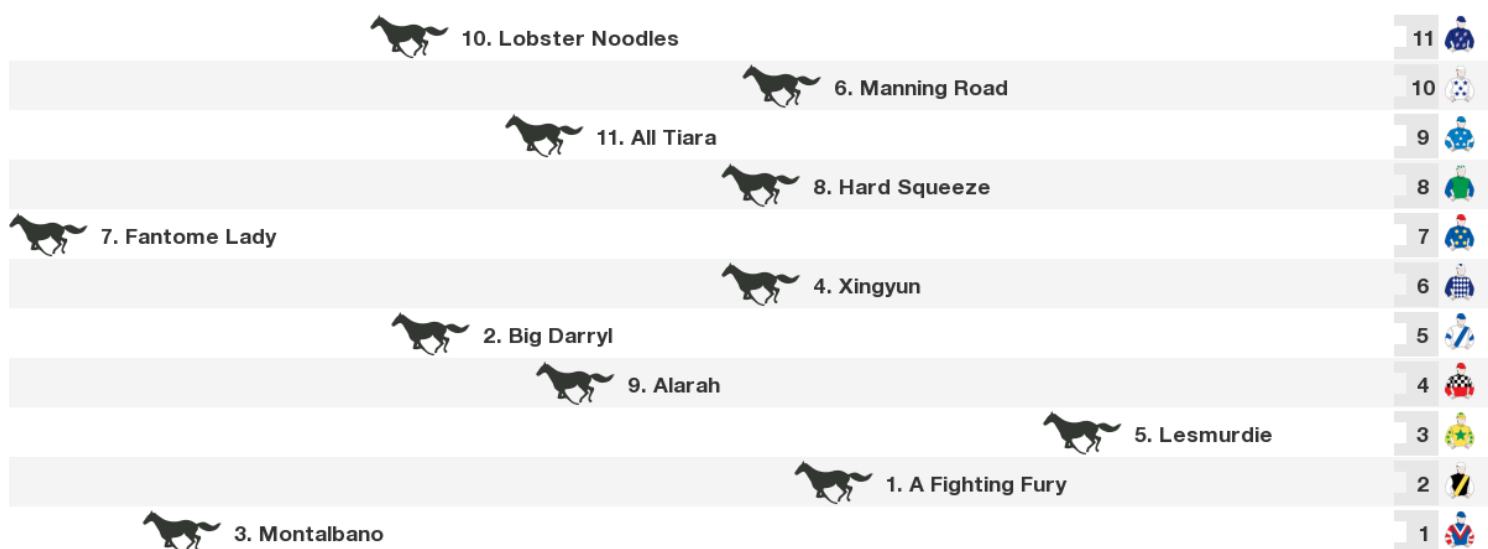 10. Lobster Noodles 11
6. Manning Road 10
11. All Tiara 9
8. Hard Squeeze 8
7. Fantome Lady 7
4. Xingyun 6
2. Big Darryl 5
9. Alarah 4
5. Lesmurdie 3
1. A Fighting Fury 2
3. Montalbano 1